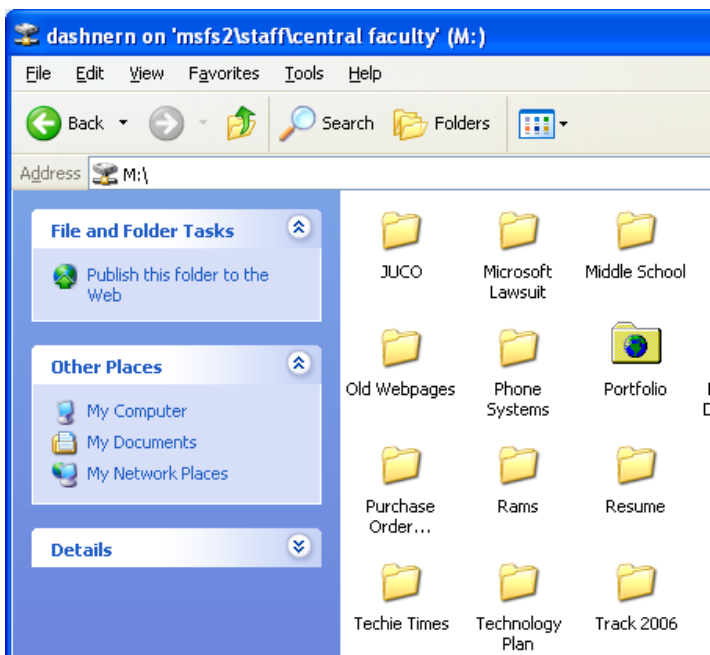 dashnern on 'msfs2\staff\central faculty' (M:)
File Edit View Favorites Tools Help
Back Search Folders
Address M:\
File and Folder Tasks
Publish this folder to the
Web
Other Places
My Computer
My Documents
My Network Places
Details
JUCO Microsoft Middle School
Lawsuit
Old Webpages Phone Portfolio
Systems
Purchase Rams Resume
Order...
Techie Times Technology Track 2006
Plan